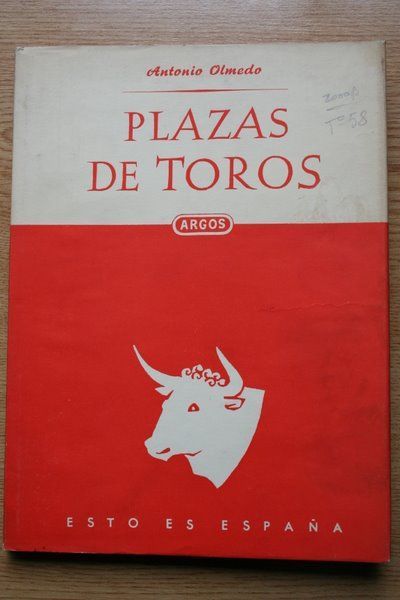 Antonio Olmedo
PLAZAS
DE TOROS
ARGOS
ESTO ES ESPAÑA